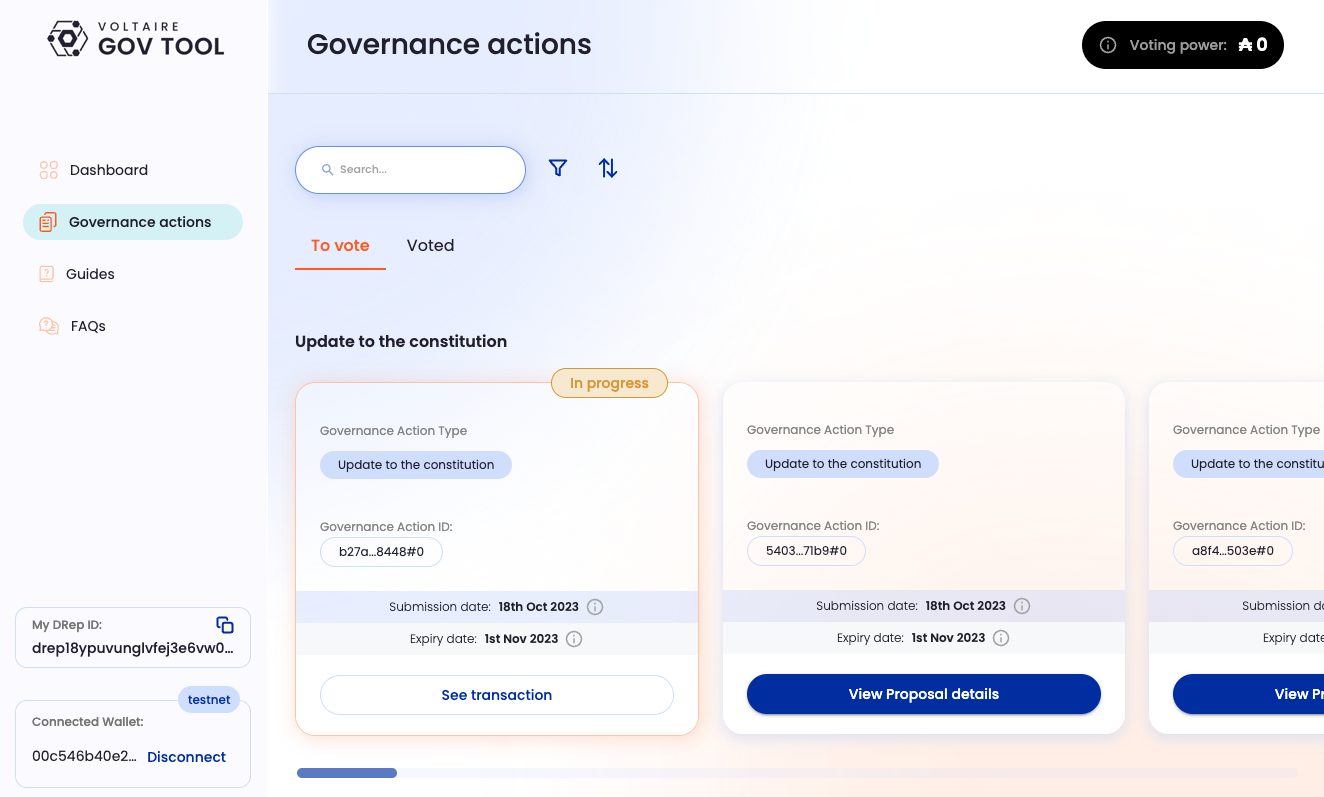 VOLTAIRE
GOV TOOL
Governance actions
Voting power: ₳ 0
Dashboard
Governance actions
Guides
FAQs
Search...
To vote
Voted
Update to the constitution
In progress
Governance Action Type
Update to the constitution
Governance Action ID:
b27a...8448#0
Submission date: 18th Oct 2023
Expiry date: 1st Nov 2023
See transaction
Governance Action Type
Update to the constitution
Governance Action ID:
5403...71b9#0
Submission date: 18th Oct 2023
Expiry date: 1st Nov 2023
View Proposal details
Governance Action Type
Update to the constitu
Governance Action ID:
a8f4...503e#0
Submission da
Expiry date
View Pr
My DRep ID:
drep18ypuvunglvfej3e6vw0...
testnet
Connected Wallet:
00c546b40e2...
Disconnect